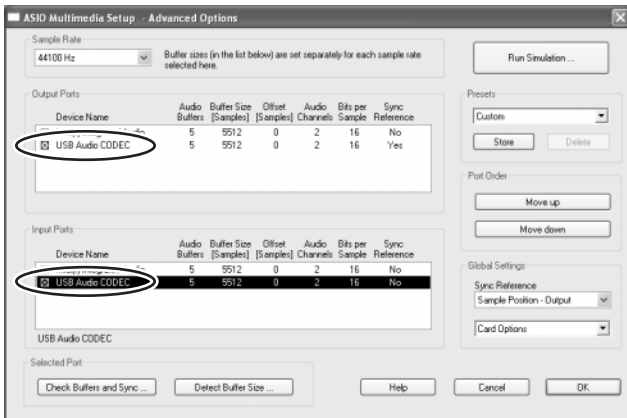 ASIO Multimedia Setup - Advanced Options
Sample Rate
44100 Hz
Buffer sizes (in the list below) are set separately for each sample rate
selected here.
Run Simulation ...
Output Ports
Device Name
Audio Buffers
Buffer Size [Samples]
Offset [Samples]
Audio Channels
Bits per Sample
Sync Reference
5 5512 0 2 16 No
USB Audio CODEC 5 5512 0 2 16 Yes
Presets
Custom
Store
Delete
Port Order
Move up
Move down
Input Ports
Device Name
Audio Buffers
Buffer Size [Samples]
Offset [Samples]
Audio Channels
Bits per Sample
Sync Reference
5 5512 0 2 16 No
USB Audio CODEC 5 5512 0 2 16 No
USB Audio CODEC
Global Settings
Sync Reference
Sample Position - Output
Card Options
Selected Port
Check Buffers and Sync ...
Detect Buffer Size ...
Help
Cancel
OK